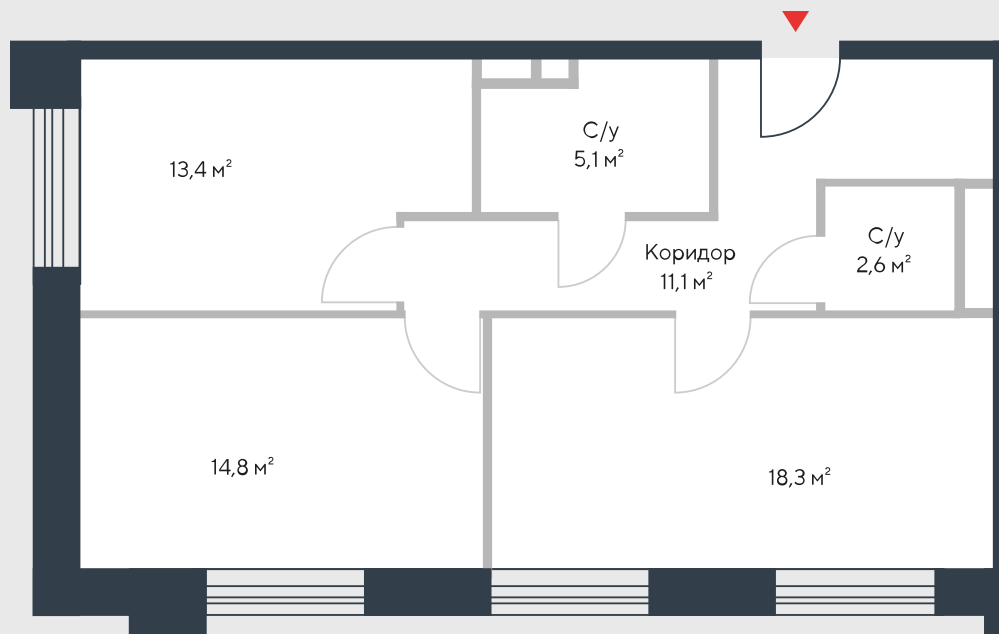 С/у
5,1 м²
13,4 м²
С/у
2,6 м²
Коридор
11,1 м²
14,8 м²
18,3 м²